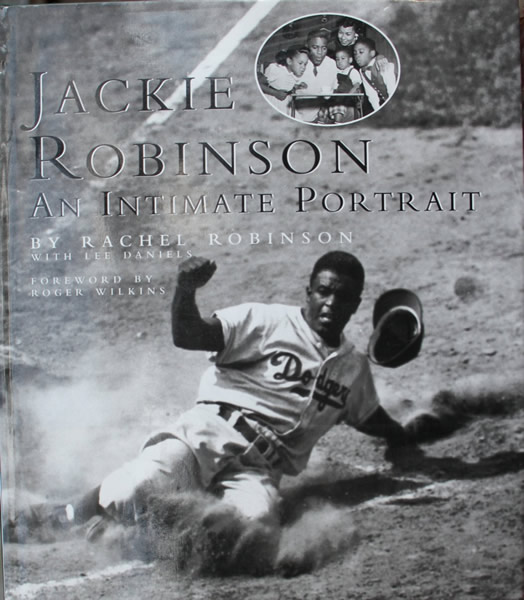 JACKIE
ROBINSON
AN INTIMATE PORTRAIT
BY RACHEL ROBINSON
WITH LEE DANIELS
FOREWORD BY
ROGER WILKINS
Dodgers